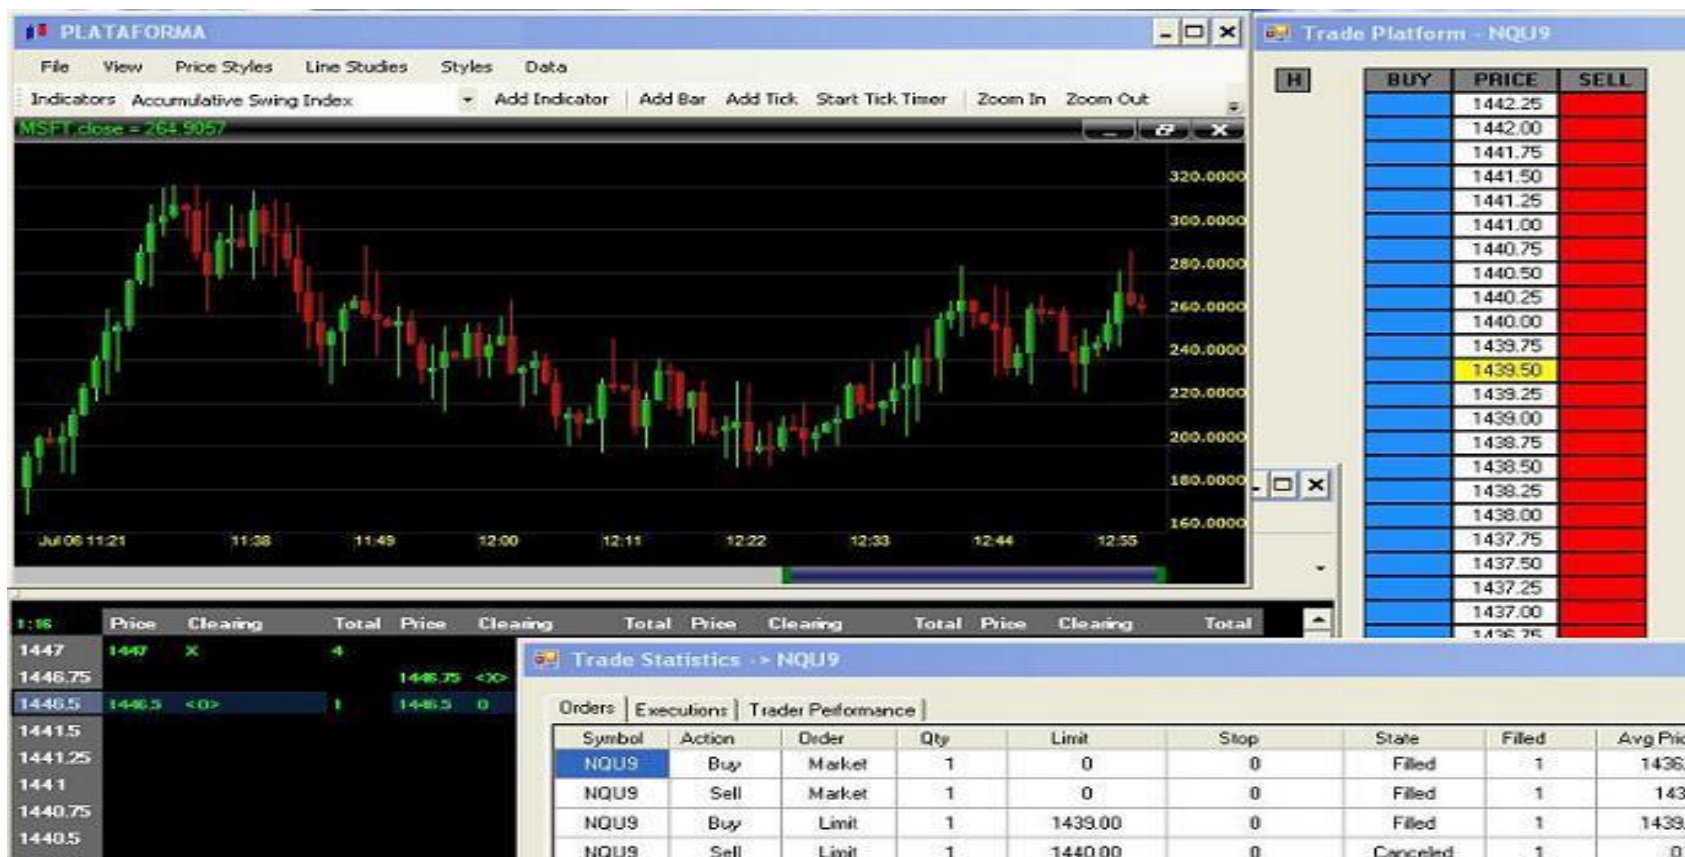 PLATAFORMA
File View Price Styles Line Studies Styles Data
Indicators Accumulative Swing Index Add Indicator Add Bar Add Tick Start Tick Timer Zoom In Zoom Out
MSFT.close = 264.9057
320.0000
300.0000
280.0000
260.0000
240.0000
220.0000
200.0000
180.0000
160.0000
Jul 06 11:21 11:38 11:49 12:00 12:11 12:22 12:33 12:44 12:55
Trade Platform - NQU9
H BUY PRICE SELL
1442.25
1442.00
1441.75
1441.50
1441.25
1441.00
1440.75
1440.50
1440.25
1440.00
1439.75
1439.50
1439.25
1439.00
1438.75
1438.50
1438.25
1438.00
1437.75
1437.50
1437.25
1437.00
1436.75
1:16 Price Clearing Total Price Clearing Total Price Clearing Total Price Clearing Total
1447 1447 X 4
1446.75 1446.75 <X>
1446.5 1446.5 <O> 1 1446.5 O
1441.5
1441.25
1441
1440.75
1440.5
Trade Statistics -> NQU9
Orders Executions Trader Performance
Symbol Action Order Qty Limit Stop State Filled Avg Pric
NQU9 Buy Market 1 0 0 Filled 1 1436.
NQU9 Sell Market 1 0 0 Filled 1 143
NQU9 Buy Limit 1 1439.00 0 Filled 1 1439.
NQU9 Sell Limit 1 1440.00 0 Canceled 1 0